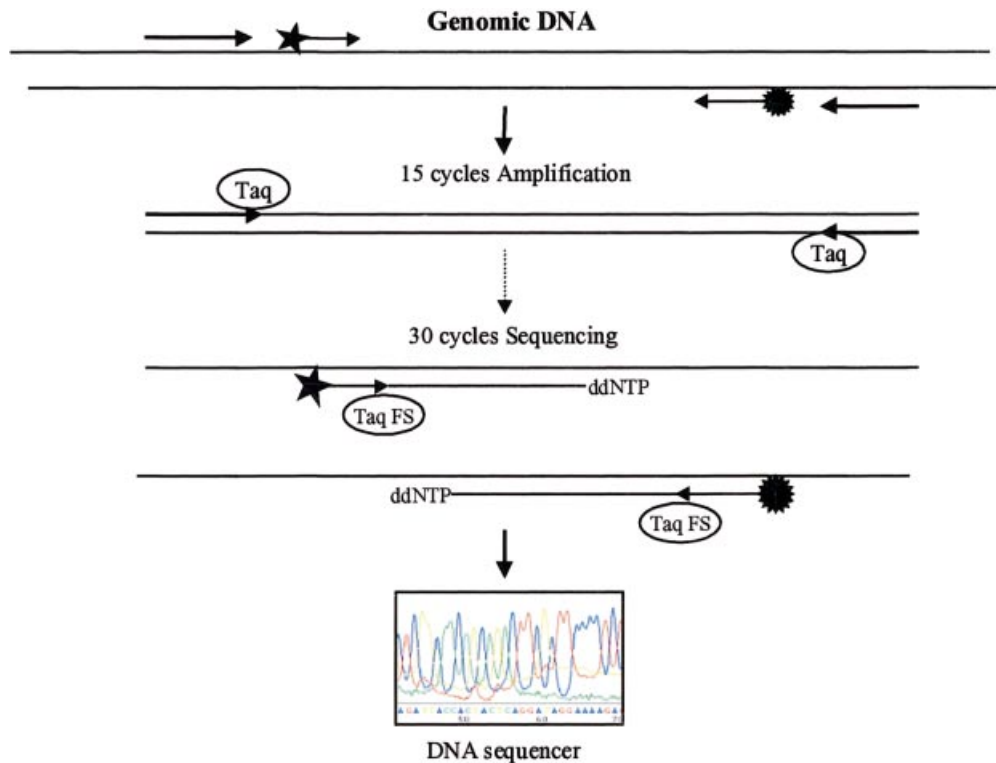 Genomic DNA
15 cycles Amplification
Taq
Taq
30 cycles Sequencing
ddNTP
Taq FS
ddNTP
Taq FS
DNA sequencer